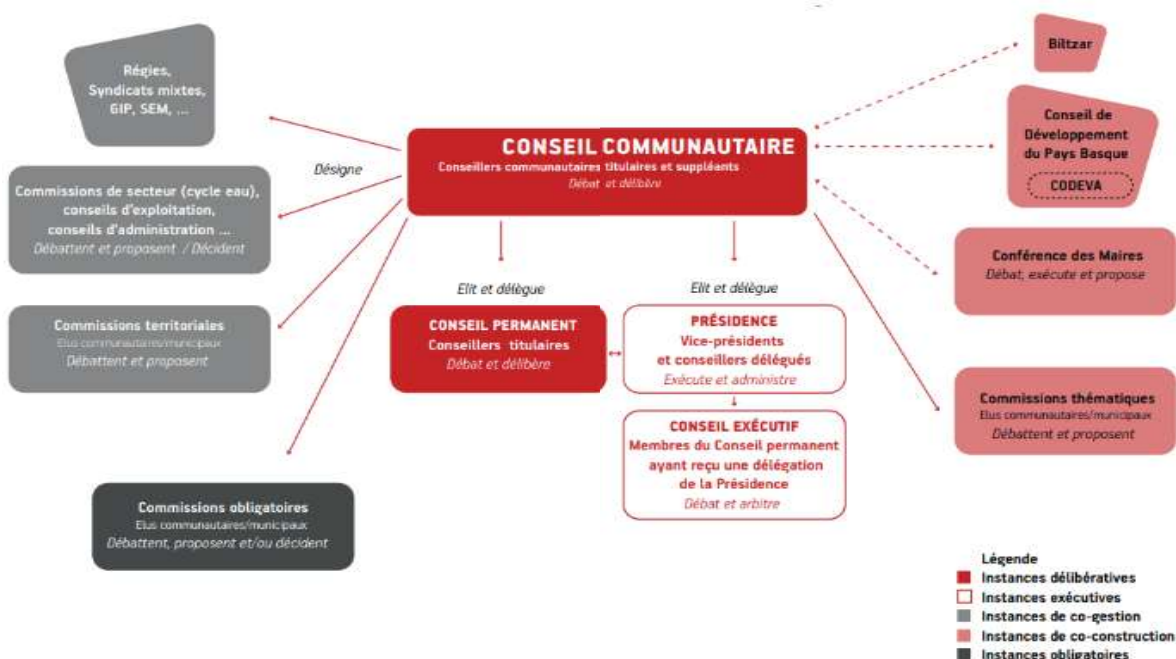 Régies,
Syndicats mixtes,
GIP, SEM, ...
Commissions de secteur (cycle eau),
conseils d'exploitation,
conseils d'administration ...
Débattent et proposent / Décident
Commissions territoriales
Elus communautaires/municipaux
Débattent et proposent
Commissions obligatoires
Elus communautaires/municipaux
Débattent, proposent et/ou décident
Désigne
CONSEIL COMMUNAUTAIRE
Conseillers communautaires titulaires et suppléants
Débat et délibère
Elit et délègue
Elit et délègue
CONSEIL PERMANENT
Conseillers titulaires
Débat et délibère
PRÉSIDENCE
Vice-présidents
et conseillers délégués
Exécute et administre
CONSEIL EXÉCUTIF
Membres du Conseil permanent
ayant reçu une délégation
de la Présidence
Débat et arbitre
Biltzar
Conseil de
Développement
du Pays Basque
CODEVA
Conférence des Maires
Débat, exécute et propose
Commissions thématiques
Elus communautaires/municipaux
Débattent et proposent
Légende
Instances délibératives
Instances exécutives
Instances de co-gestion
Instances de co-construction
Instances obligatoires